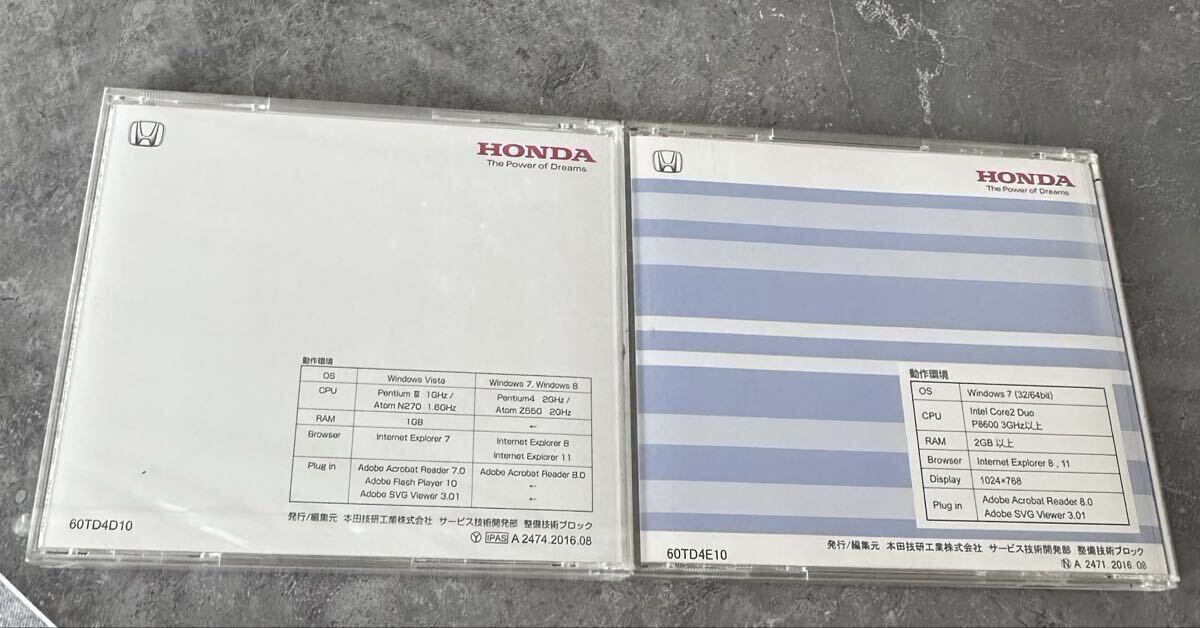 HONDA
The Power of Dreams
動作環境
OS Windows Vista Windows 7, Windows 8
CPU Pentium Ⅲ 1GHz / Pentium4 2GHz /
Atom N270 1.6GHz Atom Z550 2GHz
RAM 1GB ←
Browser Internet Explorer 7 Internet Explorer 8
Internet Explorer 11
Plug in Adobe Acrobat Reader 7.0 Adobe Acrobat Reader 8.0
Adobe Flash Player 10 ←
Adobe SVG Viewer 3.01 ←
60TD4D10
発行/編集元 本田技研工業株式会社 サービス技術開発部 整備技術ブロック
Ⓨ IPAS A 2474.2016.08
HONDA
The Power of Dreams
動作環境
OS Windows 7 (32/64bit)
CPU Intel Core2 Duo
P8600 3GHz以上
RAM 2GB 以上
Browser Internet Explorer 8 , 11
Display 1024×768
Plug in Adobe Acrobat Reader 8.0
Adobe SVG Viewer 3.01
60TD4E10
発行/編集元 本田技研工業株式会社 サービス技術開発部 整備技術ブロック
Ⓝ A 2471.2016.08